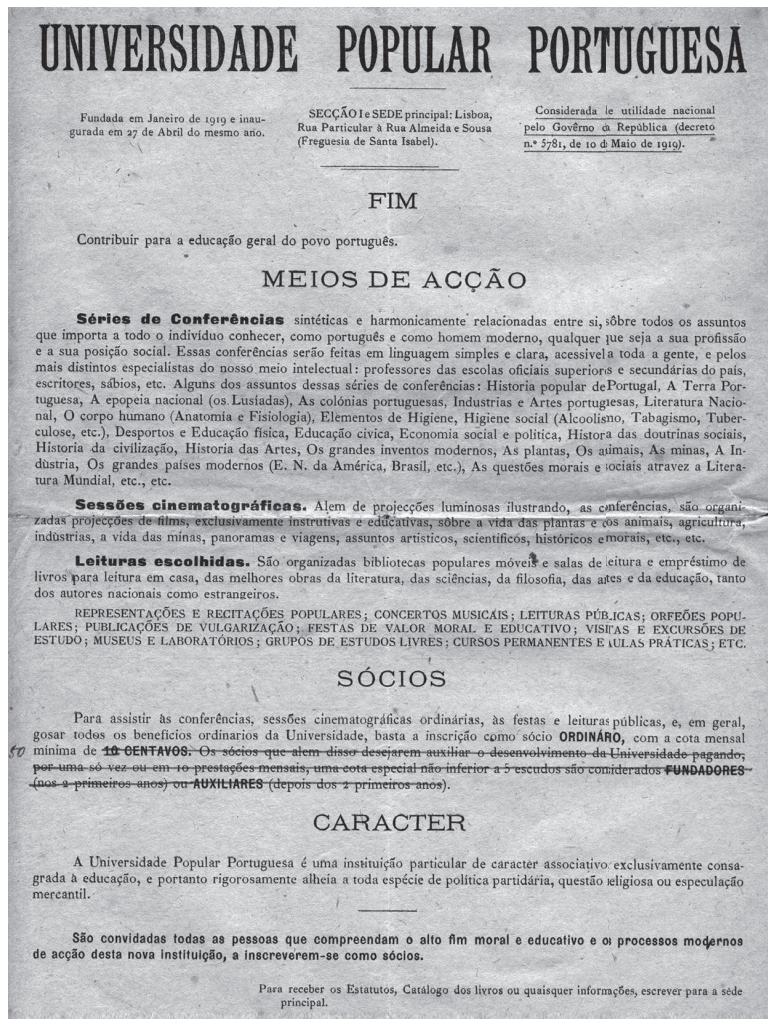 UNIVERSIDADE POPULAR PORTUGUESA
Fundada em Janeiro de 1919 e inau-
gurada em 27 de Abril do mesmo ano.
SECÇÃO I e SEDE principal: Lisboa,
Rua Particular à Rua Almeida e Sousa
(Freguesia de Santa Isabel).
Considerada de utilidade nacional
pelo Govêrno da República (decreto
n.º 5781, de 10 de Maio de 1919).
FIM
Contribuir para a educação geral do povo português.
MEIOS DE ACÇÃO
Séries de Conferências sintéticas e harmonicamente relacionadas entre si, sôbre todos os assuntos
que importa a todo o indivíduo conhecer, como português e como homem moderno, qualquer que seja a sua profissão
e a sua posição social. Essas conferências serão feitas em linguagem simples e clara, acessivel a toda a gente, e pelos
mais distintos especialistas do nosso meio intelectual: professores das escolas oficiais superiores e secundárias do país,
escritores, sábios, etc. Alguns dos assuntos dessas séries de conferências: Historia popular de Portugal, A Terra Por-
tuguesa, A epopeia nacional (os Lusíadas), As colónias portuguesas, Industrias e Artes portuguesas, Literatura Nacio-
nal, O corpo humano (Anatomia e Fisiologia), Elementos de Higiene, Higiene social (Alcoolismo, Tabagismo, Tuber-
culose, etc.), Desportos e Educação física, Educação civica, Economia social e politica, Historia das doutrinas sociais,
Historia da civilização, Historia das Artes, Os grandes inventos modernos, As plantas, Os animais, As minas, A In-
dùstria, Os grandes países modernos (E. N. da América, Brasil, etc.), As questões morais e sociais atravez a Litera-
tura Mundial, etc., etc.
Sessões cinematográficas. Alem de projecções luminosas ilustrando, as conferências, são organi-
zadas projecções de films, exclusivamente instrutivas e educativas, sôbre a vida das plantas e dos animais, agricultura,
indùstrias, a vida das minas, panoramas e viagens, assuntos artisticos, scientificos, históricos e morais, etc., etc.
Leituras escolhidas. São organizadas bibliotecas populares móveis e salas de leitura e empréstimo de
livros para leitura em casa, das melhores obras da literatura, das sciências, da filosofia, das artes e da educação, tanto
dos autores nacionais como estrangeiros.
REPRESENTAÇÕES E RECITAÇÕES POPULARES; CONCERTOS MUSICAIS; LEITURAS PÚBLICAS; ORFEÕES POPU-
LARES; PUBLICAÇÕES DE VULGARIZAÇÃO; FESTAS DE VALOR MORAL E EDUCATIVO; VISITAS E EXCURSÕES DE
ESTUDO; MUSEUS E LABORATÓRIOS; GRUPOS DE ESTUDOS LIVRES; CURSOS PERMANENTES E AULAS PRÁTICAS; ETC.
SÓCIOS
Para assistir às conferências, sessões cinematográficas ordinárias, às festas e leituras públicas, e, em geral,
gosar todos os beneficios ordinarios da Universidade, basta a inscrição como sócio ORDINÁRO, com a cota mensal
50 minima de 10 CENTAVOS. Os sócios que alem disso desejarem auxiliar o desenvolvimento da Universidade pagando,
por uma só vez ou em 10 prestações mensais, uma cota especial não inferior a 5 escudos são considerados FUNDADORES
(nos 2 primeiros anos) ou AUXILIARES (depois dos 2 primeiros anos).
CARACTER
A Universidade Popular Portuguesa é uma instituição particular de caracter associativo exclusivamente consa-
grada à educação, e portanto rigorosamente alheia a toda espécie de política partidária, questão religiosa ou especulação
mercantil.
São convidadas todas as pessoas que compreendam o alto fim moral e educativo e os processos modernos
de acção desta nova instituição, a inscreverem-se como sócios.
Para receber os Estatutos, Catálogo dos livros ou quaisquer informações, escrever para a séde
principal.